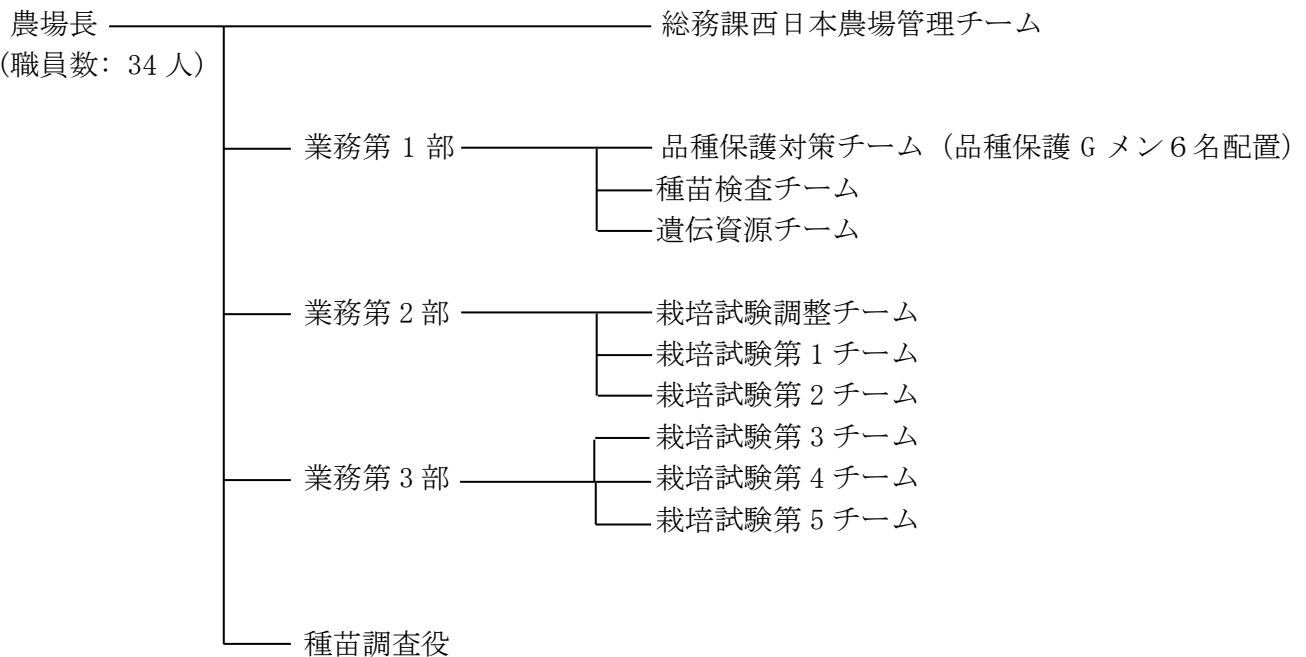 農場長 総務課西日本農場管理チーム
(職員数: 34 人)
業務第 1 部 品種保護対策チーム (品種保護 G メン６名配置)
種苗検査チーム
遺伝資源チーム
業務第 2 部 栽培試験調整チーム
栽培試験第 1 チーム
栽培試験第 2 チーム
栽培試験第 3 チーム
業務第 3 部 栽培試験第 4 チーム
栽培試験第 5 チーム
種苗調査役